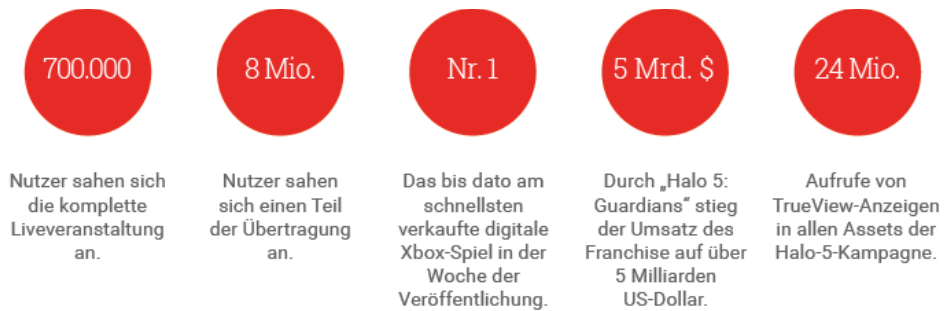 700.000
Nutzer sahen sich
die komplette
Liveveranstaltung
an.
8 Mio.
Nutzer sahen
sich einen Teil
der Übertragung
an.
Nr. 1
Das bis dato am
schnellsten
verkaufte digitale
Xbox-Spiel in der
Woche der
Veröffentlichung.
5 Mrd. $
Durch „Halo 5:
Guardians“ stieg
der Umsatz des
Franchise auf über
5 Milliarden
US-Dollar.
24 Mio.
Aufrufe von
TrueView-Anzeigen
in allen Assets der
Halo-5-Kampagne.